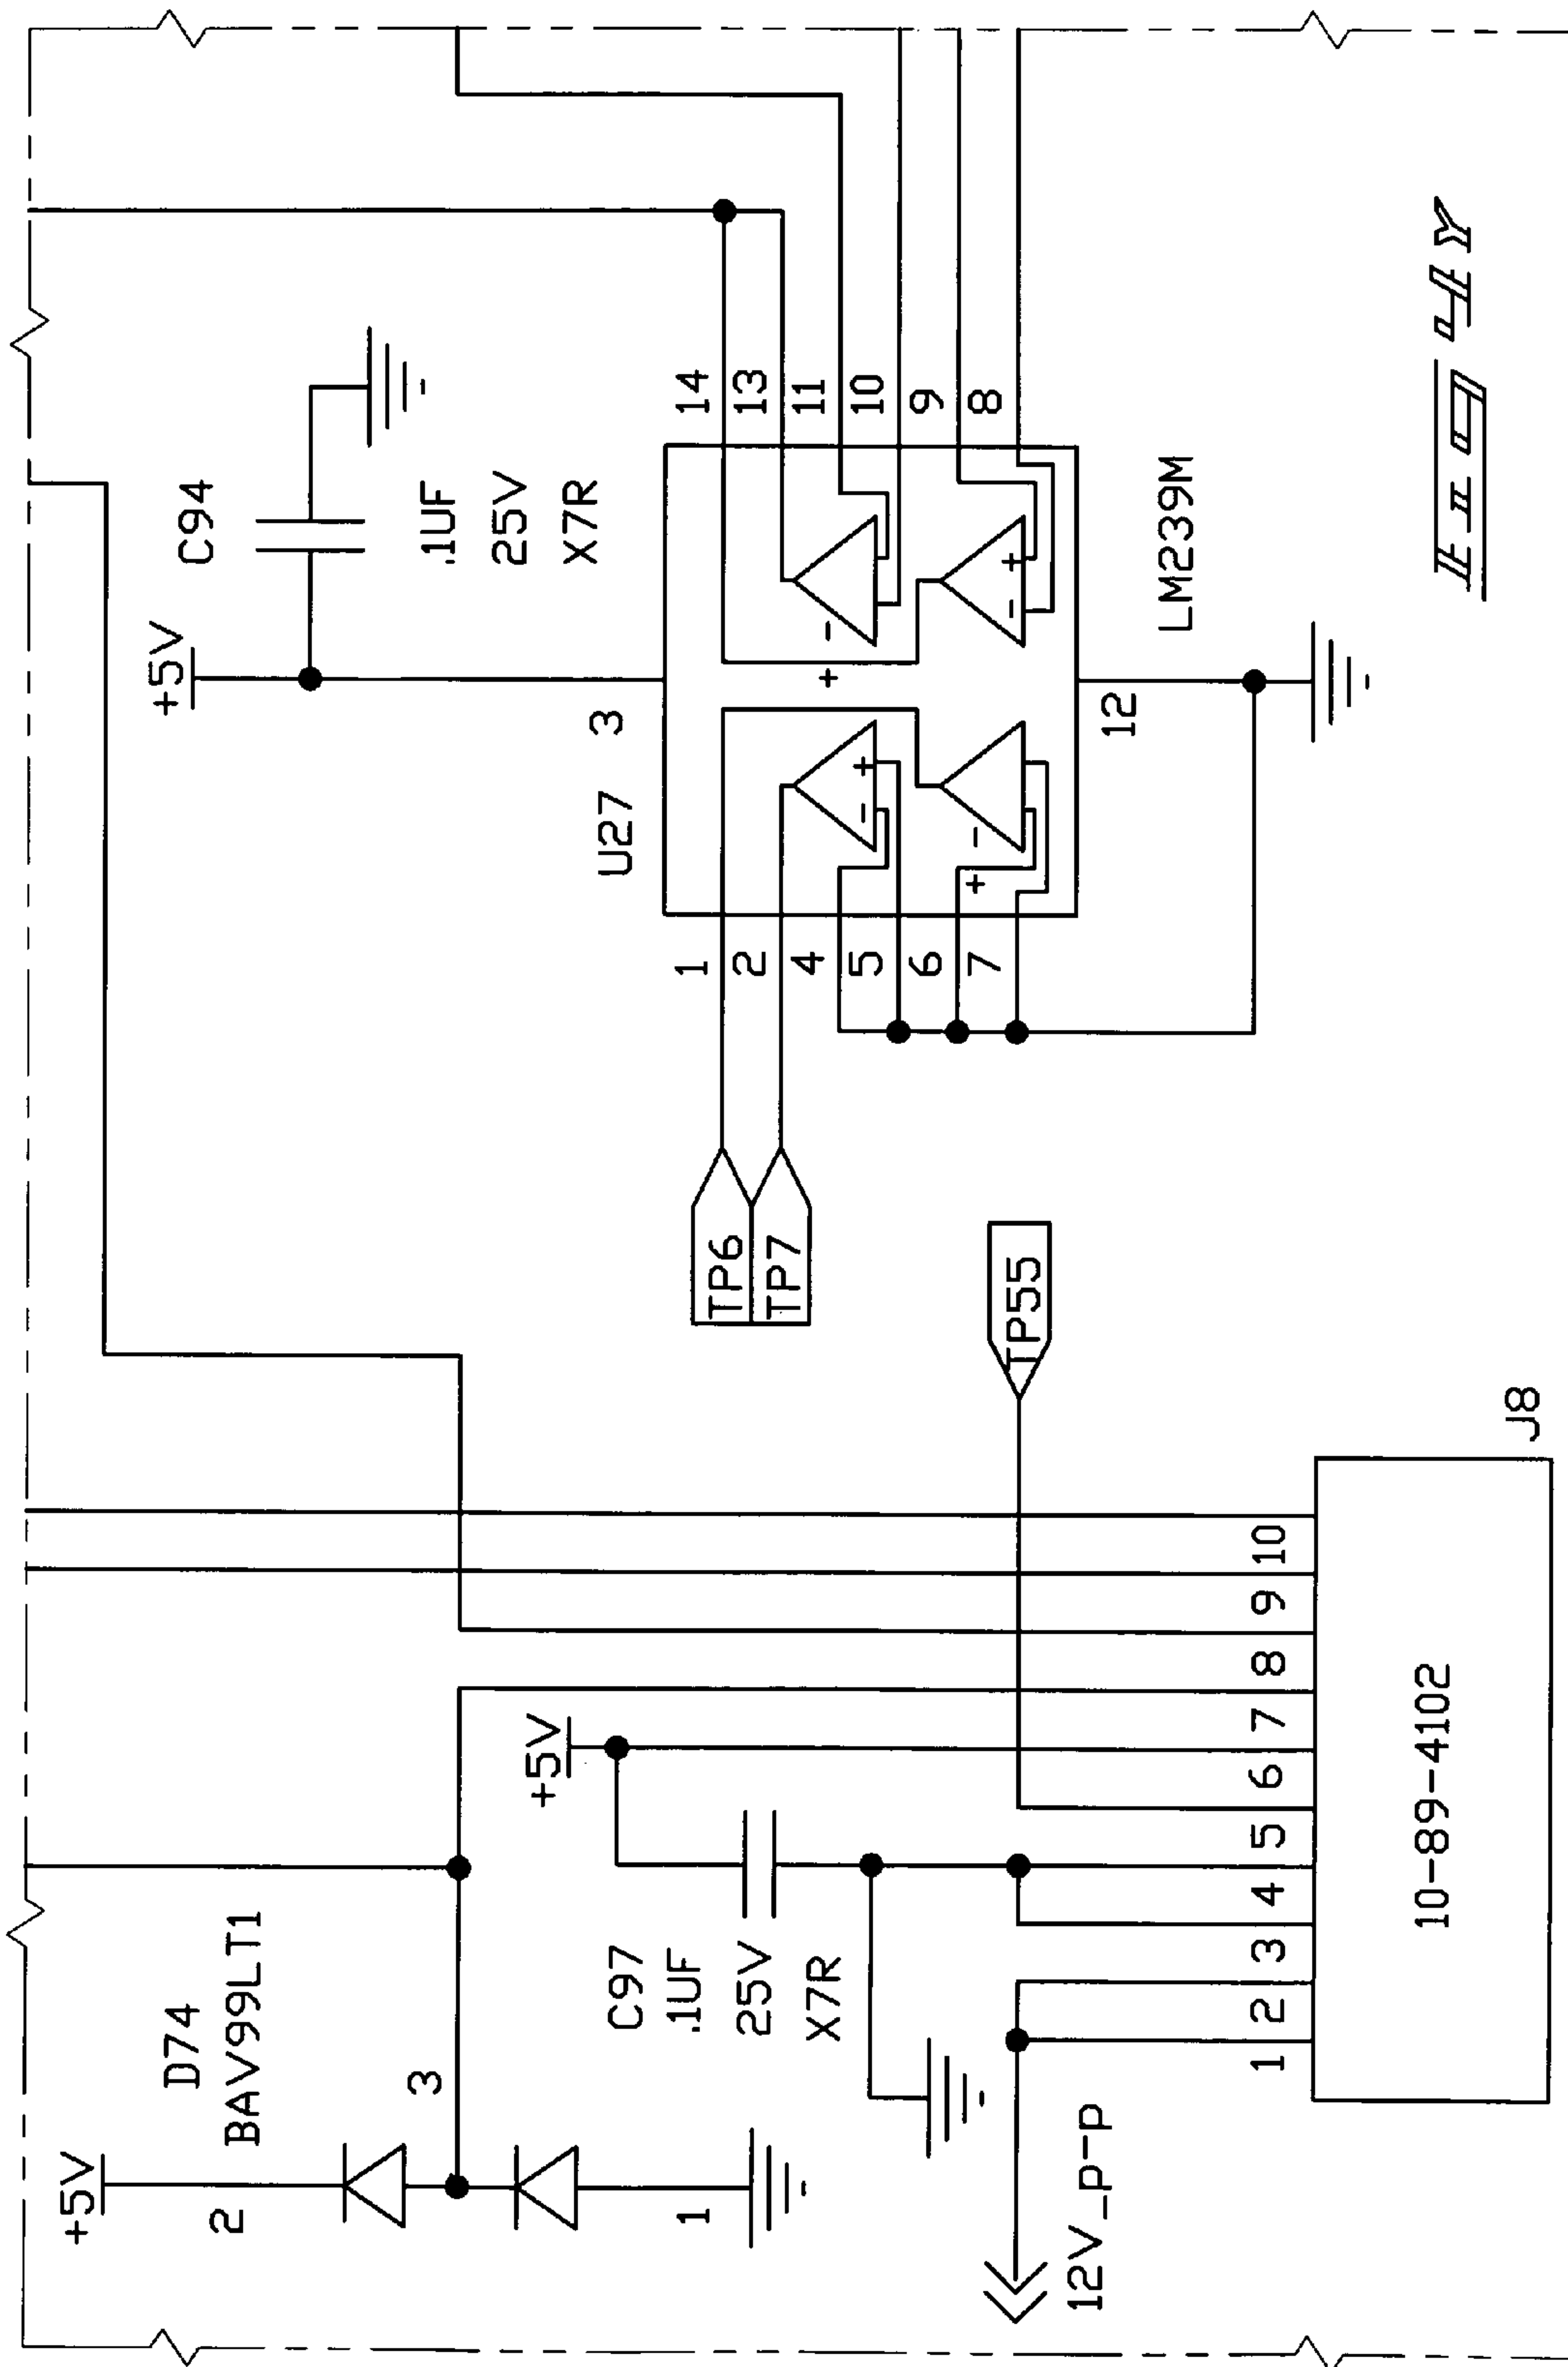 +5V
C94
.1UF
25V
X7R
3
U27
1
2
4
5
6
7
14
13
11
10
9
8
-
+
-
+
-
+
-
+
12
LM239M
TP6
TP7
TP55
+5V
D74
BAV99LT1
2
3
1
+5V
C97
.1UF
25V
X7R
12V_P-P
1
2
3
4
5
6
7
8
9
10
10-89-4102
J8
FIG 4Y